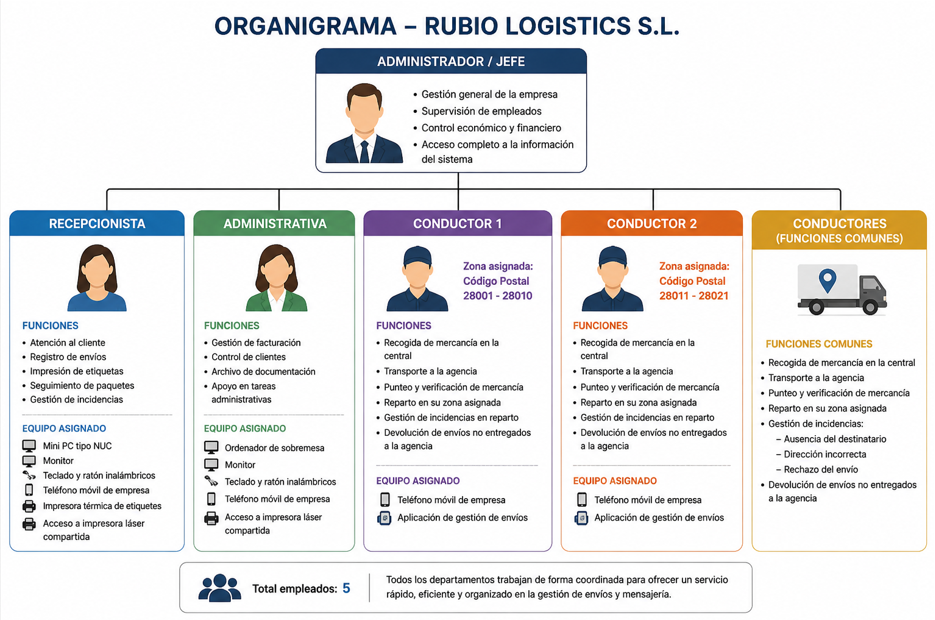 ORGANIGRAMA – RUBIO LOGISTICS S.L.
ADMINISTRADOR / JEFE
• Gestión general de la empresa
• Supervisión de empleados
• Control económico y financiero
• Acceso completo a la información
del sistema
RECEPCIONISTA
FUNCIONES
• Atención al cliente
• Registro de envíos
• Impresión de etiquetas
• Seguimiento de paquetes
• Gestión de incidencias
EQUIPO ASIGNADO
Mini PC tipo NUC
Monitor
Teclado y ratón inalámbricos
Teléfono móvil de empresa
Impresora térmica de etiquetas
Acceso a impresora láser
compartida
ADMINISTRATIVA
FUNCIONES
• Gestión de facturación
• Control de clientes
• Archivo de documentación
• Apoyo en tareas
administrativas
EQUIPO ASIGNADO
Ordenador de sobremesa
Monitor
Teclado y ratón inalámbricos
Teléfono móvil de empresa
Acceso a impresora láser
compartida
CONDUCTOR 1
Zona asignada:
Código Postal
28001 - 28010
FUNCIONES
• Recogida de mercancía en la
central
• Transporte a la agencia
• Punteo y verificación de mercancía
• Reparto en su zona asignada
• Gestión de incidencias en reparto
• Devolución de envíos no entregados
a la agencia
EQUIPO ASIGNADO
Teléfono móvil de empresa
Aplicación de gestión de envíos
CONDUCTOR 2
Zona asignada:
Código Postal
28011 - 28021
FUNCIONES
• Recogida de mercancía en la
central
• Transporte a la agencia
• Punteo y verificación de mercancía
• Reparto en su zona asignada
• Gestión de incidencias en reparto
• Devolución de envíos no entregados
a la agencia
EQUIPO ASIGNADO
Teléfono móvil de empresa
Aplicación de gestión de envíos
CONDUCTORES
(FUNCIONES COMUNES)
FUNCIONES COMUNES
• Recogida de mercancía en la central
• Transporte a la agencia
• Punteo y verificación de mercancía
• Reparto en su zona asignada
• Gestión de incidencias:
– Ausencia del destinatario
– Dirección incorrecta
– Rechazo del envío
• Devolución de envíos no entregados
a la agencia
Total empleados: 5
Todos los departamentos trabajan de forma coordinada para ofrecer un servicio
rápido, eficiente y organizado en la gestión de envíos y mensajería.